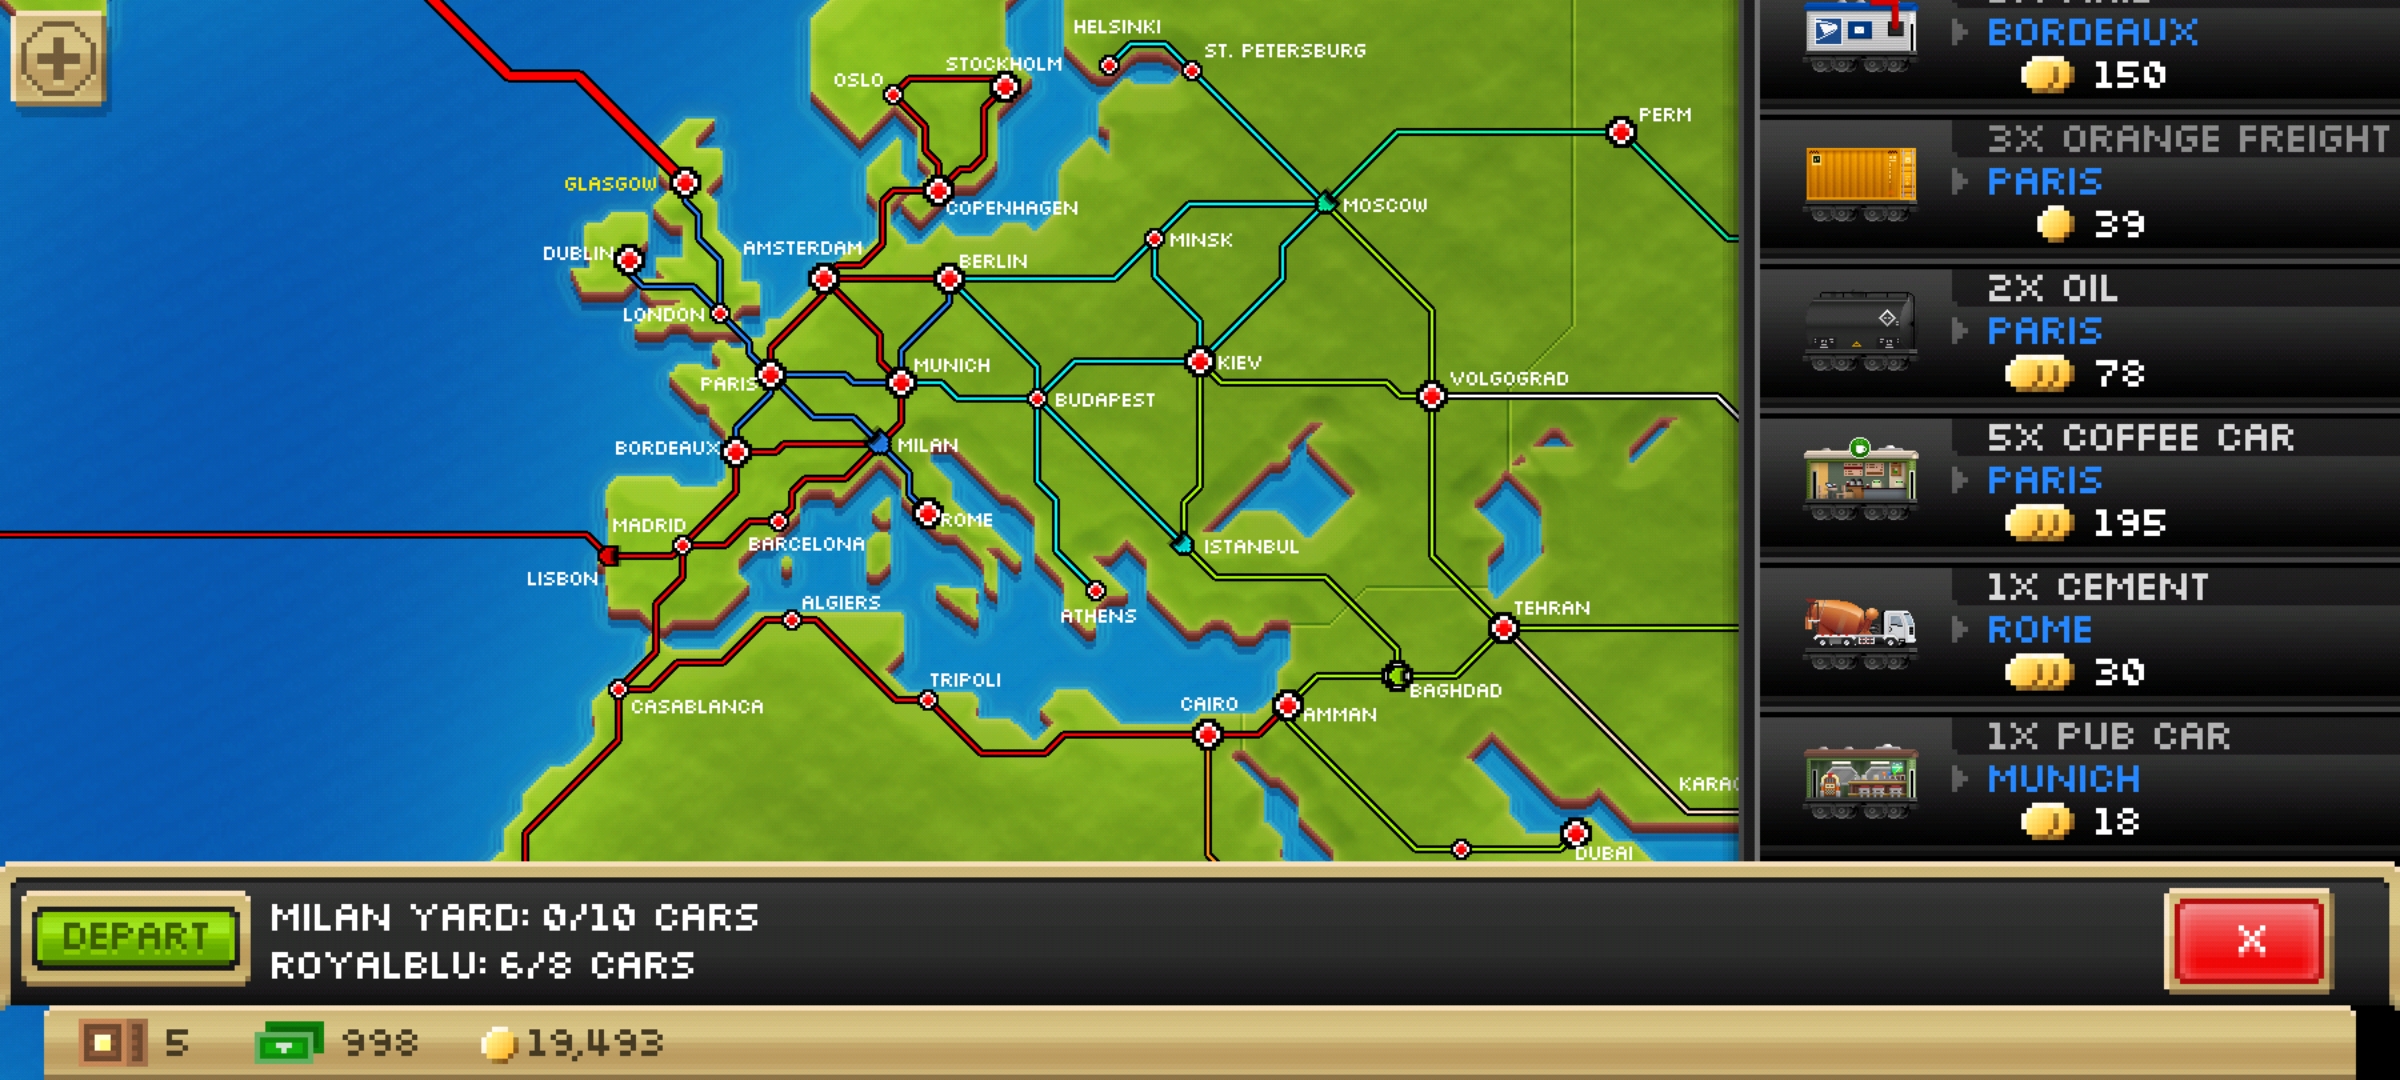 HELSINKI
ST. PETERSBURG
STOCKHOLM
OSLO
PERM
GLASGOW
COPENHAGEN
MOSCOW
DUBLIN
AMSTERDAM
BERLIN
MINSK
LONDON
PARIS
MUNICH
BUDAPEST
KIEV
VOLGOGRAD
BORDEAUX
MILAN
ROME
MADRID
BARCELONA
LISBON
ISTANBUL
ALGIERS
ATHENS
TEHRAN
CASABLANCA
TRIPOLI
CAIRO
AMMAN
BAGHDAD
KARAC
DUBAI
BORDEAUX
150
3X ORANGE FREIGHT
PARIS
39
2X OIL
PARIS
78
5X COFFEE CAR
PARIS
195
1X CEMENT
ROME
30
1X PUB CAR
MUNICH
18
DEPART
MILAN YARD: 0/10 CARS
ROYALBLU: 6/8 CARS
X
5
998
19,493